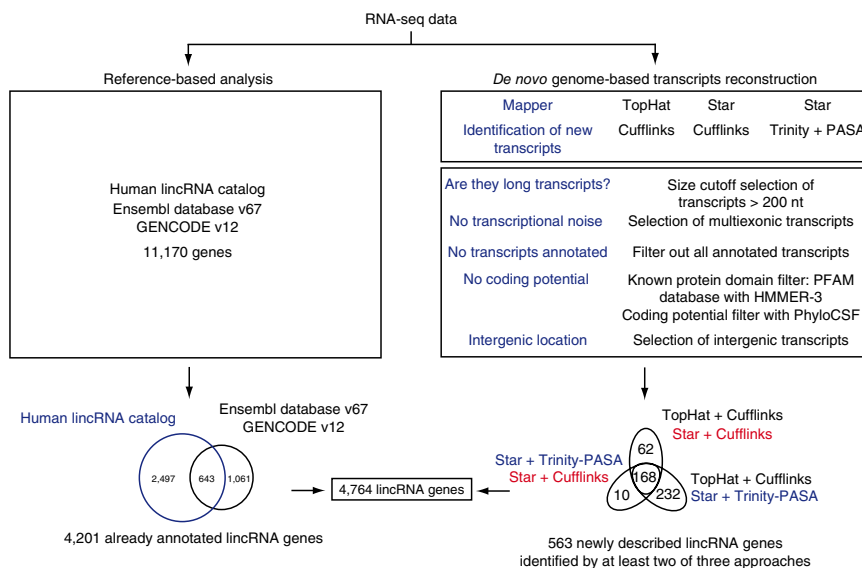 RNA-seq data
Reference-based analysis
Human lincRNA catalog
Ensembl database v67
GENCODE v12
11,170 genes
De novo genome-based transcripts reconstruction
Mapper TopHat Star Star
Identification of new transcripts Cufflinks Cufflinks Trinity + PASA
Are they long transcripts? Size cutoff selection of
transcripts > 200 nt
No transcriptional noise Selection of multiexonic transcripts
No transcripts annotated Filter out all annotated transcripts
No coding potential Known protein domain filter: PFAM
database with HMMER-3
Coding potential filter with PhyloCSF
Intergenic location Selection of intergenic transcripts
Human lincRNA catalog
Ensembl database v67
GENCODE v12
2,497 643 1,061
4,201 already annotated lincRNA genes
4,764 lincRNA genes
TopHat + Cufflinks
Star + Cufflinks
Star + Trinity-PASA
Star + Cufflinks
TopHat + Cufflinks
Star + Trinity-PASA
62
168
10 232
563 newly described lincRNA genes
identified by at least two of three approaches